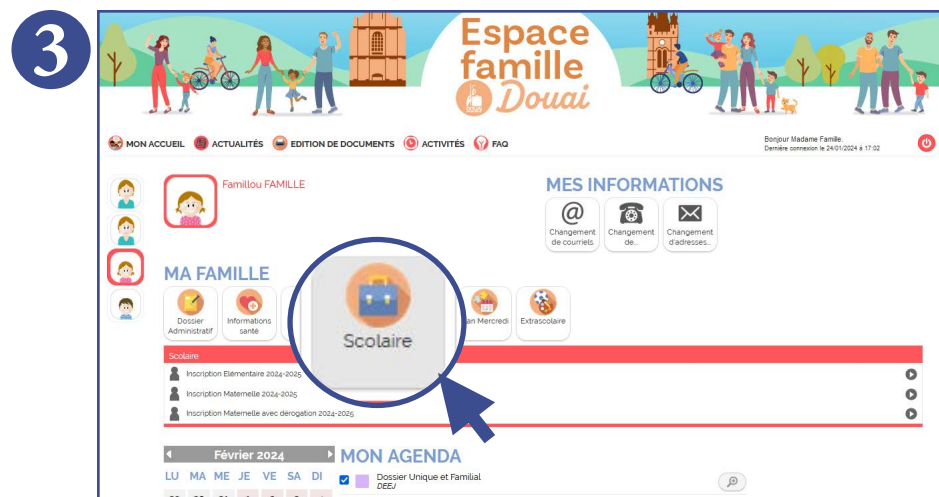 3
Espace
famille
Douai
MON ACCUEIL ACTUALITÉS EDITION DE DOCUMENTS ACTIVITÉS FAQ
Bonjour Madame Famille.
Dernière connexion le 24/01/2024 à 17:02
Famillou FAMILLE
MES INFORMATIONS
Changement de courriels
Changement de...
Changement d'adresses...
MA FAMILLE
Dossier Administratif
Informations santé
Scolaire
an Mercredi
Extrascolaire
Scolaire
Inscription Elémentaire 2024-2025
Inscription Maternelle 2024-2025
Inscription Maternelle avec dérogation 2024-2025
Février 2024
MON AGENDA
LU MA ME JE VE SA DI
Dossier Unique et Familial
DEEJ